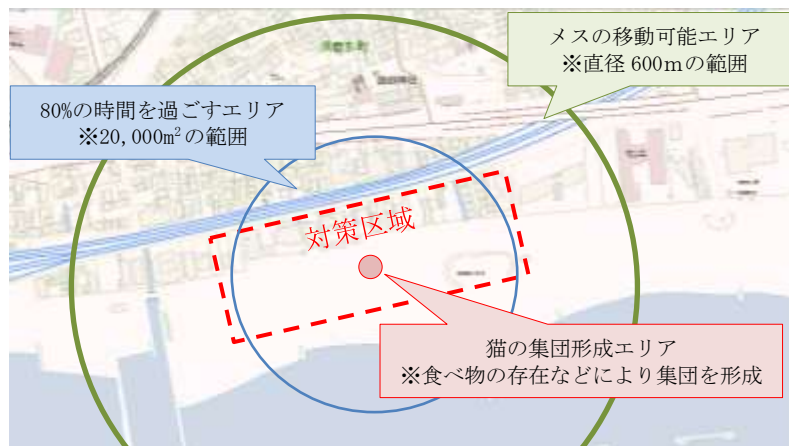 メスの移動可能エリア
※直径600ｍの範囲
80%の時間を過ごすエリア
※20,000m²の範囲
対策区域
猫の集団形成エリア
※食べ物の存在などにより集団を形成